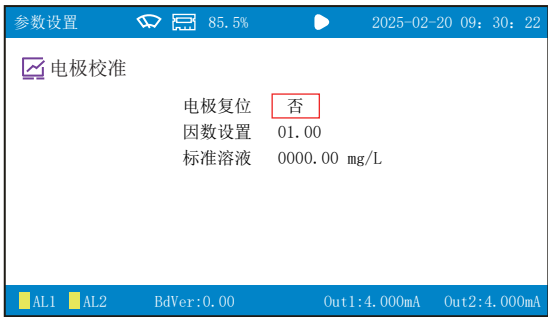 参数设置 85.5% 2025-02-20 09：30：22
电极校准
电极复位 否
因数设置 01.00
标准溶液 0000.00 mg/L
AL1 AL2 BdVer:0.00 Out1:4.000mA Out2:4.000mA